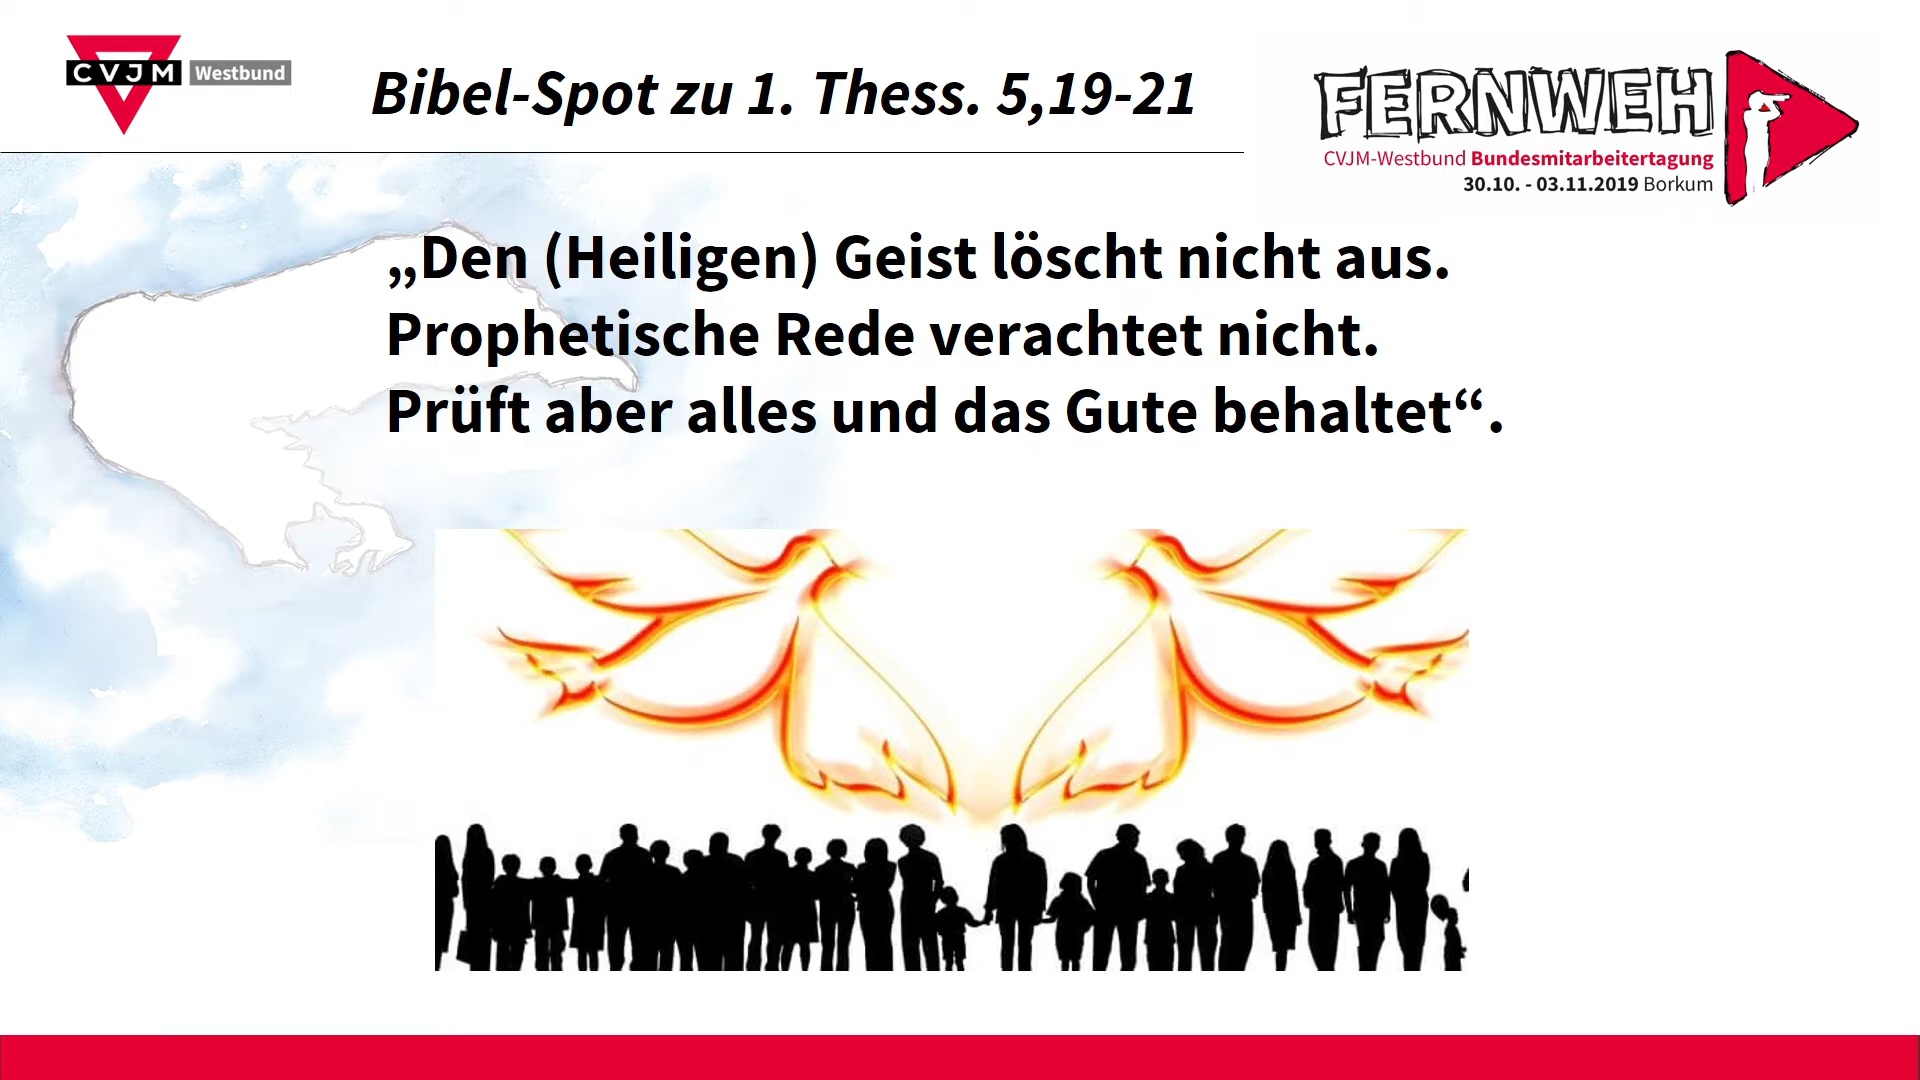 CVJM Westbund
Bibel-Spot zu 1. Thess. 5,19-21
FERNWEH
CVJM-Westbund Bundesmitarbeitertagung
30.10. - 03.11.2019 Borkum
„Den (Heiligen) Geist löscht nicht aus.
Prophetische Rede verachtet nicht.
Prüft aber alles und das Gute behaltet“.